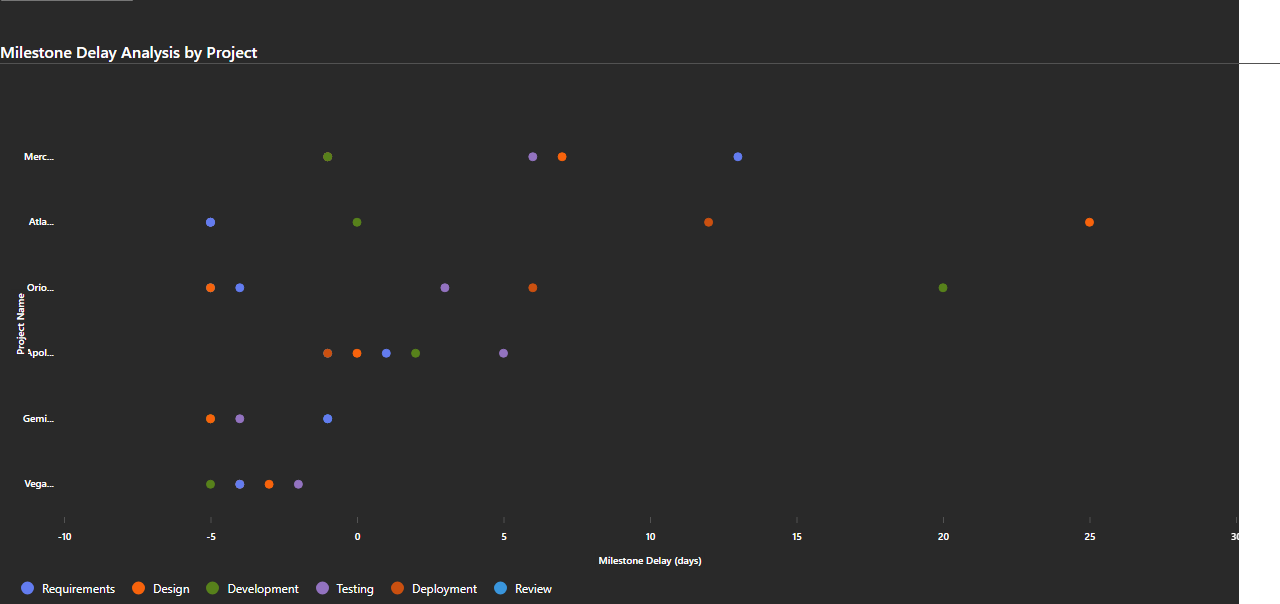 Milestone Delay Analysis by Project
Merc...
Atla...
Orio...
Project Name
Apol...
Gemi...
Vega...
-10 -5 0 5 10 15 20 25 30
Milestone Delay (days)
Requirements Design Development Testing Deployment Review